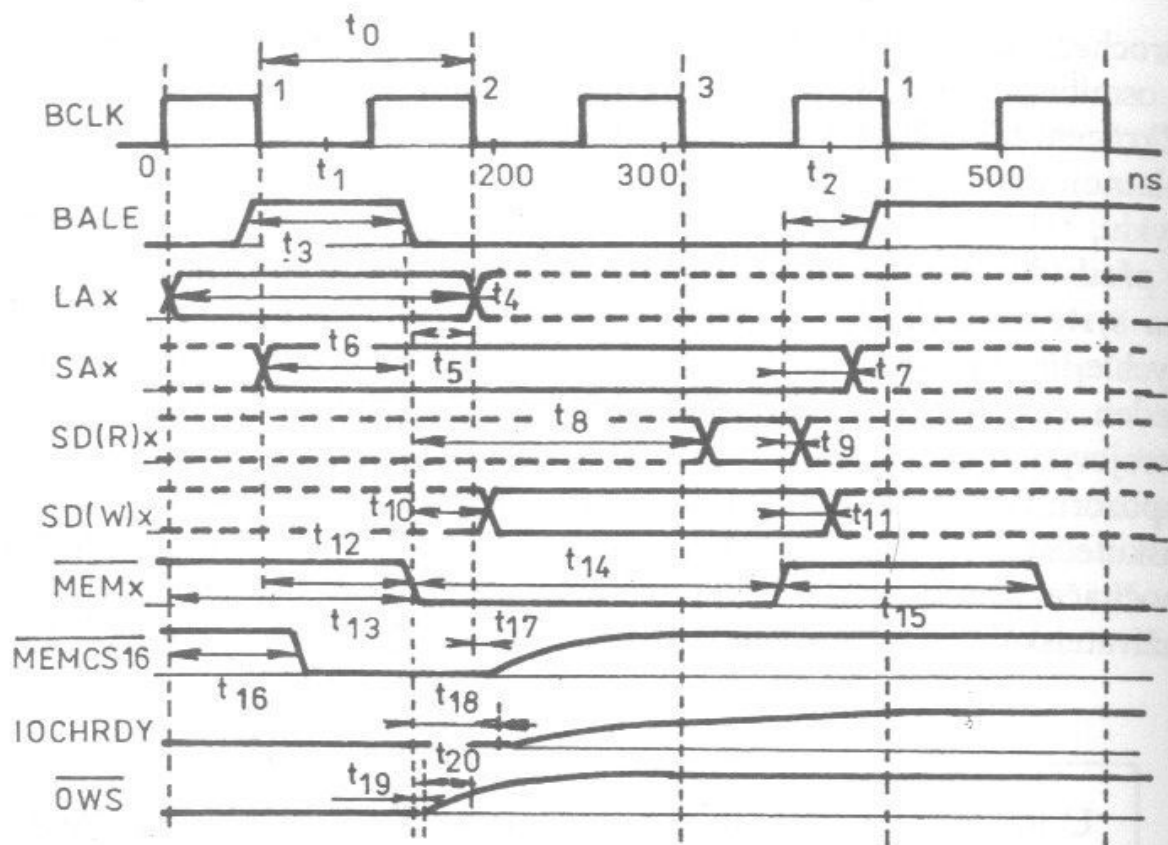 t0
BCLK 1 2 3 1
0 t1 200 300 t2 500 ns
BALE
t3
LAx t4
t6 t5
SAx t7
t8
SD(R)x t9
t10
SD(W)x t11
t12
MEMx t14
t13 t17 t15
MEMCS16
t16 t18
IOCHRDY
t20
t19
0WS